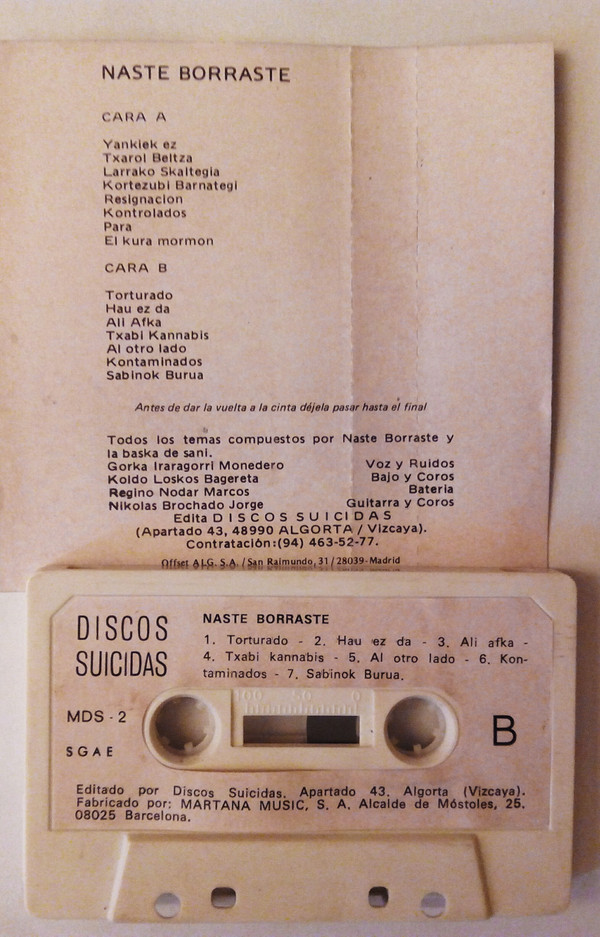 NASTE BORRASTE
CARA A
Yankiek ez
Txarol Beltza
Larrako Skaltegia
Kortezubi Barnategi
Resignacion
Kontrolados
Para
El kura mormon
CARA B
Torturado
Hau ez da
Ali Afka
Txabi Kannabis
Al otro lado
Kontaminados
Sabinok Burua
Antes de dar la vuelta a la cinta déjela pasar hasta el final
Todos los temas compuestos por Naste Borraste y
la baska de sani.
Gorka Iraragorri Monedero Voz y Ruidos
Koldo Loskos Bagereta Bajo y Coros
Regino Nodar Marcos Bateria
Nikolas Brochado Jorge Guitarra y Coros
Edita DISCOS SUICIDAS
(Apartado 43, 48990 ALGORTA / Vizcaya).
Contratación:(94) 463-52-77.
Offset ALG. S.A. / San Raimundo, 31 / 28039-Madrid
DISCOS
SUICIDAS
NASTE BORRASTE
1. Torturado - 2. Hau ez da - 3. Ali afka -
4. Txabi kannabis - 5. Al otro lado - 6. Kon-
taminados - 7. Sabinok Burua.
100 50 0
MDS - 2
B
SGAE
Editado por Discos Suicidas. Apartado 43. Algorta (Vizcaya).
Fabricado por: MARTANA MUSIC, S. A. Alcalde de Móstoles, 25.
08025 Barcelona.